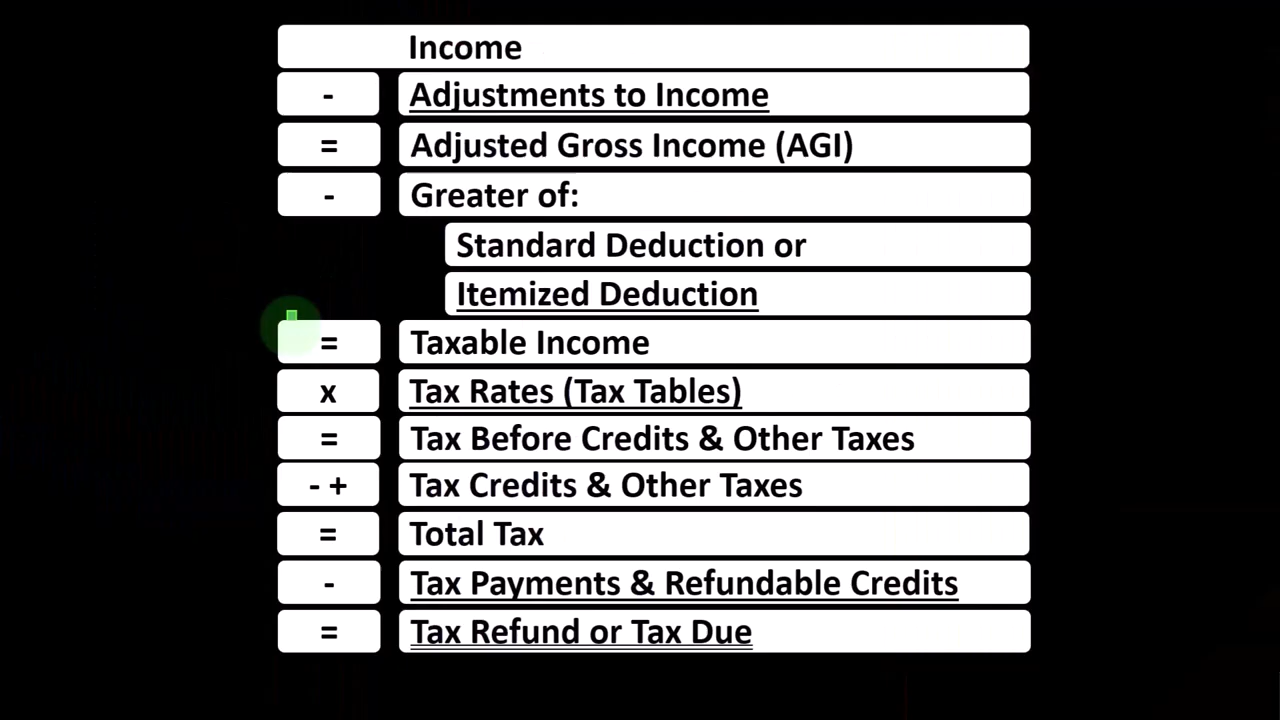 Income
- Adjustments to Income
= Adjusted Gross Income (AGI)
- Greater of:
Standard Deduction or
Itemized Deduction
= Taxable Income
x Tax Rates (Tax Tables)
= Tax Before Credits & Other Taxes
- + Tax Credits & Other Taxes
= Total Tax
- Tax Payments & Refundable Credits
= Tax Refund or Tax Due